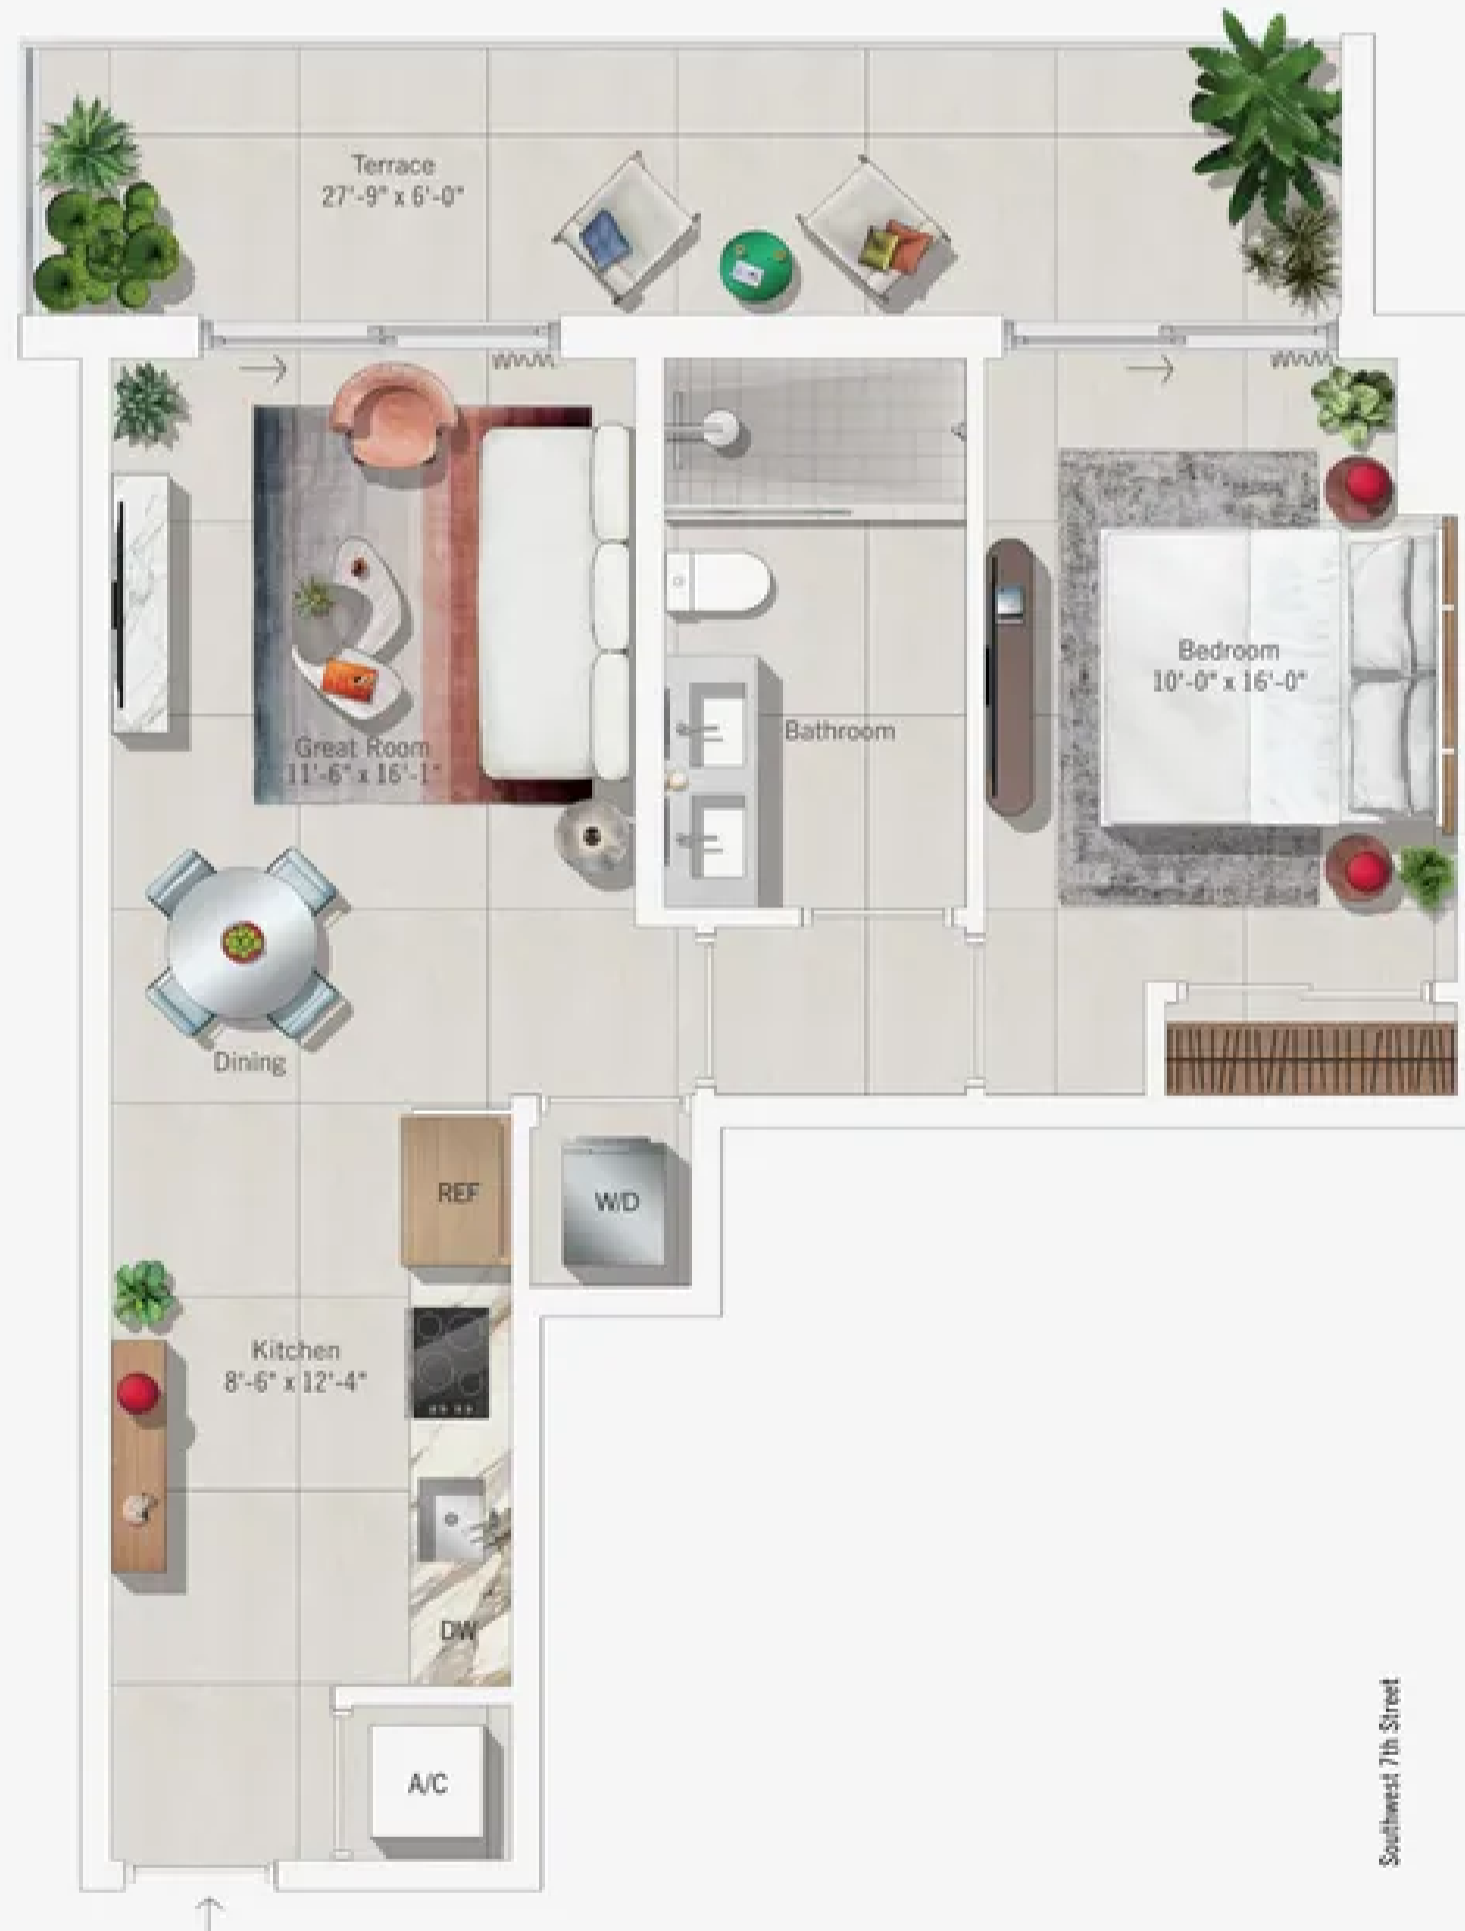 Terrace
27'-9" x 6'-0"
Great Room
11'-6" x 16'-1"
Bathroom
Bedroom
10'-0" x 16'-0"
Dining
REF
W/D
Kitchen
8'-6" x 12'-4"
DW
A/C
Southwest 7th Street